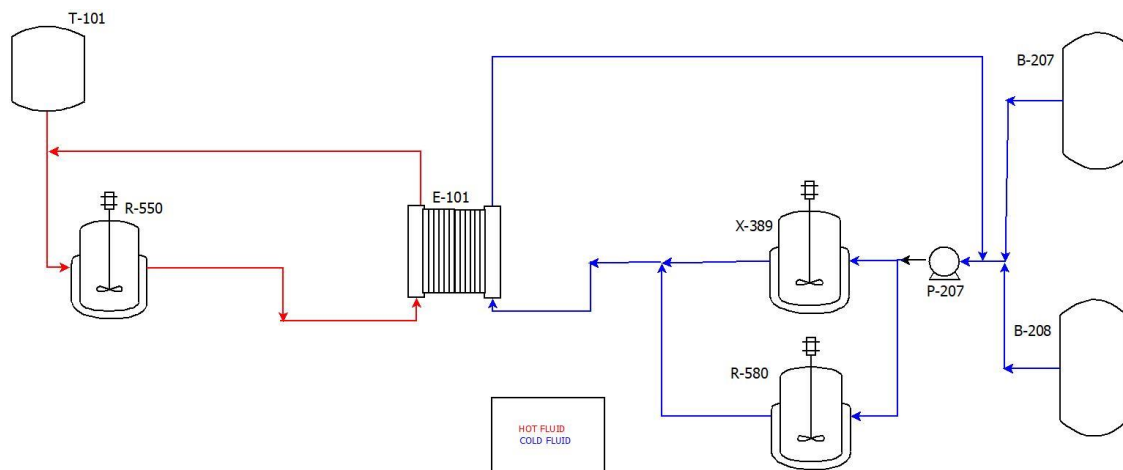 T-101
B-207
R-550
E-101
X-389
P-207
B-208
R-580
HOT FLUID
COLD FLUID